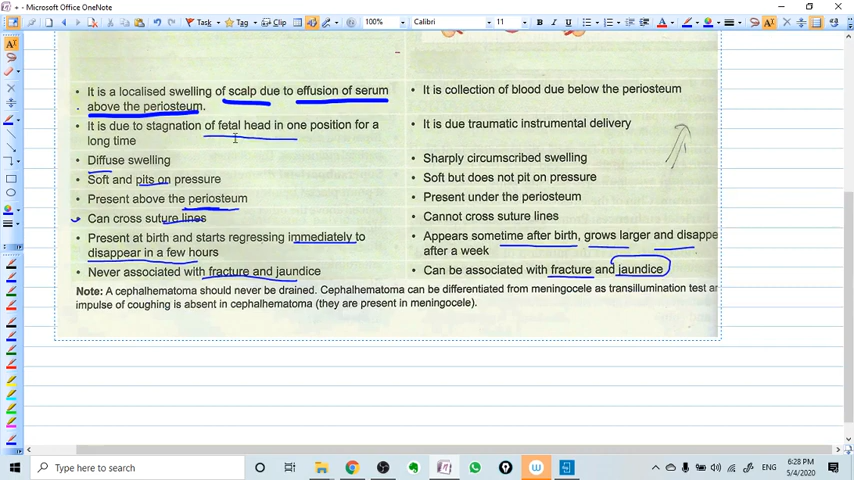 - Microsoft Office OneNote
Task
Tag
To Do List
100%
Calibri
11
B
I
U
• It is a localised swelling of scalp due to effusion of serum
above the periosteum.
• It is due to stagnation of fetal head in one position for a
long time
• Diffuse swelling
• Soft and pits on pressure
• Present above the periosteum
• Can cross suture lines
• Present at birth and starts regressing immediately to
disappear in a few hours
• Never associated with fracture and jaundice
• It is collection of blood due below the periosteum
• It is due traumatic instrumental delivery
• Sharply circumscribed swelling
• Soft but does not pit on pressure
• Present under the periosteum
• Cannot cross suture lines
• Appears sometime after birth, grows larger and disappe
after a week
• Can be associated with fracture and jaundice
Note: A cephalhematoma should never be drained. Cephalhematoma can be differentiated from meningocele as transillumination test ar
impulse of coughing is absent in cephalhematoma (they are present in meningocele).
Type here to search
ENG
6:28 PM
5/4/2020